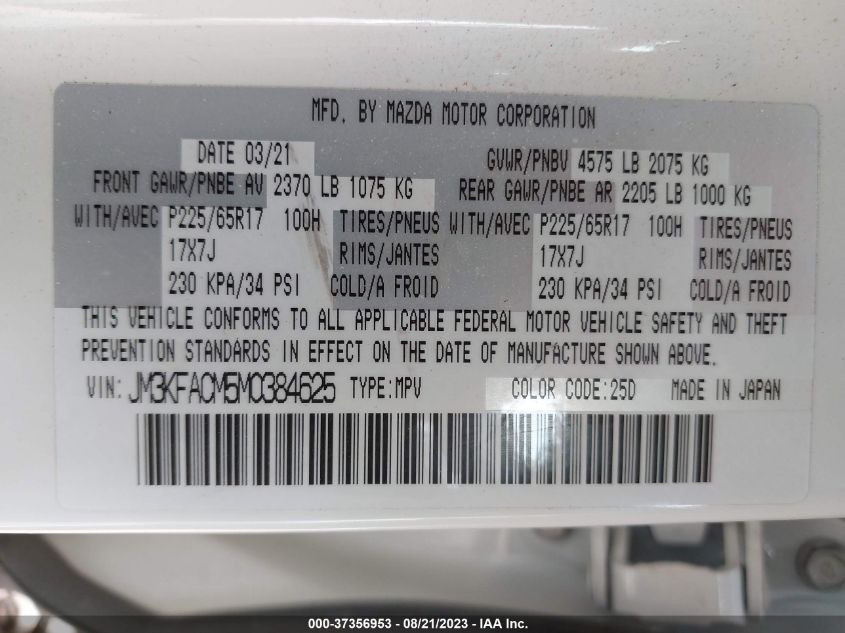 MFD. BY MAZDA MOTOR CORPORATION
DATE 03/21 GVWR/PNBV 4575 LB 2075 KG
FRONT GAWR/PNBE AV 2370 LB 1075 KG REAR GAWR/PNBE AR 2205 LB 1000 KG
WITH/AVEC P225/65R17 100H TIRES/PNEUS WITH/AVEC P225/65R17 100H TIRES/PNEUS
17X7J RIMS/JANTES 17X7J RIMS/JANTES
230 KPA/34 PSI COLD/A FROID 230 KPA/34 PSI COLD/A FROID
THIS VEHICLE CONFORMS TO ALL APPLICABLE FEDERAL MOTOR VEHICLE SAFETY AND THEFT
PREVENTION STANDARDS IN EFFECT ON THE DATE OF MANUFACTURE SHOWN ABOVE.
VIN: JM3KFACM5M0384625 TYPE:MPV COLOR CODE:25D MADE IN JAPAN
000-37356953 - 08/21/2023 - IAA Inc.